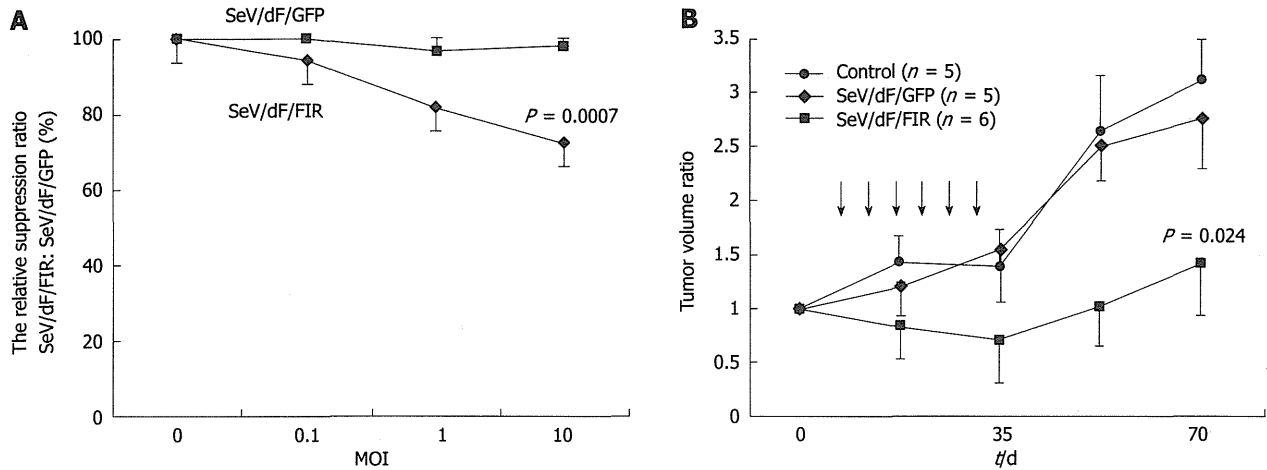 A
SeV/dF/GFP
The relative suppression ratio
SeV/dF/FIR: SeV/dF/GFP (%)
100
80
60
40
20
0
SeV/dF/FIR
P = 0.0007
0 0.1 1 10
MOI
B
Tumor volume ratio
3.5
3
2.5
2
1.5
1
0.5
0
Control (n = 5)
SeV/dF/GFP (n = 5)
SeV/dF/FIR (n = 6)
P = 0.024
0 35 70
t/d